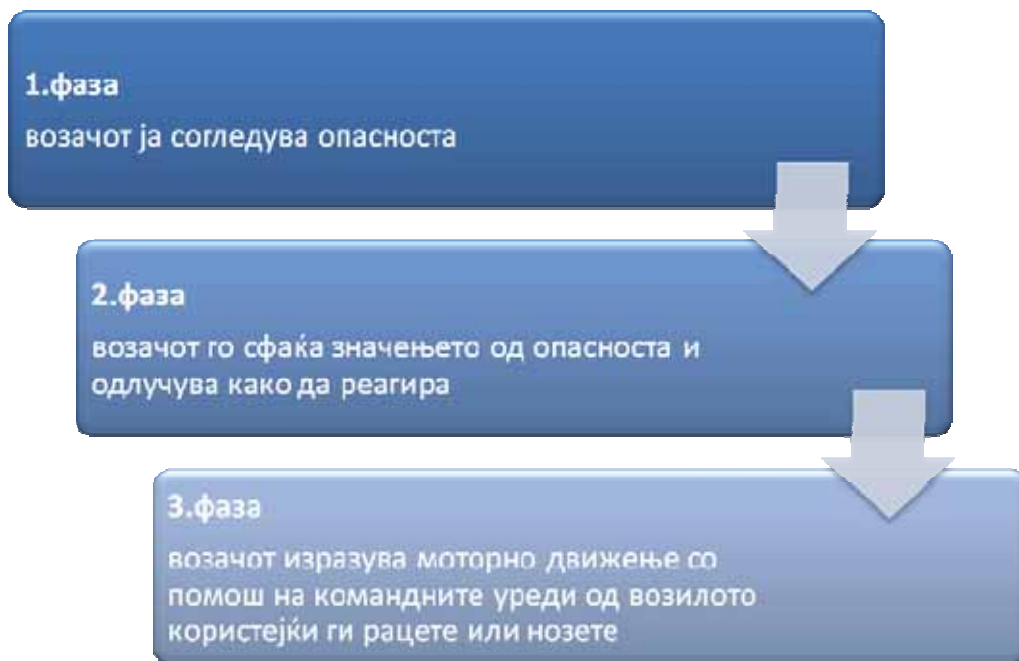 1.фаза
возачот ја согледува опасноста
2.фаза
возачот го сфаќа значењето од опасноста и
одлучува како да реагира
3.фаза
возачот изразува моторно движење со
помош на командните уреди од возилото
користејќи ги рацете или нозете